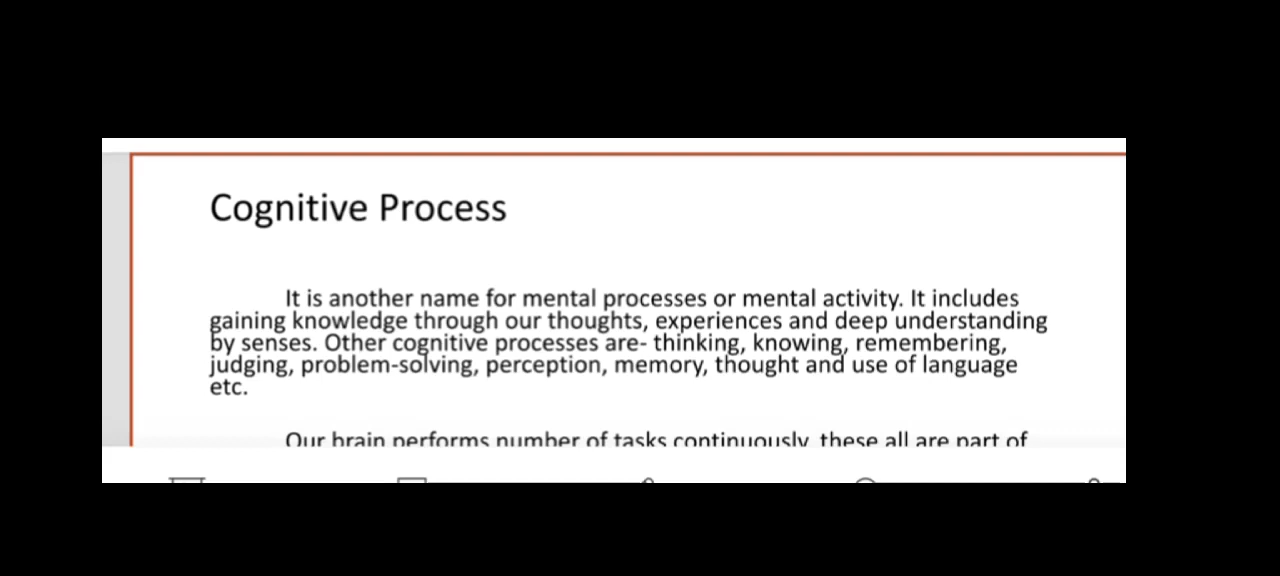 Cognitive Process
It is another name for mental processes or mental activity. It includes
gaining knowledge through our thoughts, experiences and deep understanding
by senses. Other cognitive processes are- thinking, knowing, remembering,
judging, problem-solving, perception, memory, thought and use of language
etc.
Our brain performs number of tasks continuously, these all are part of